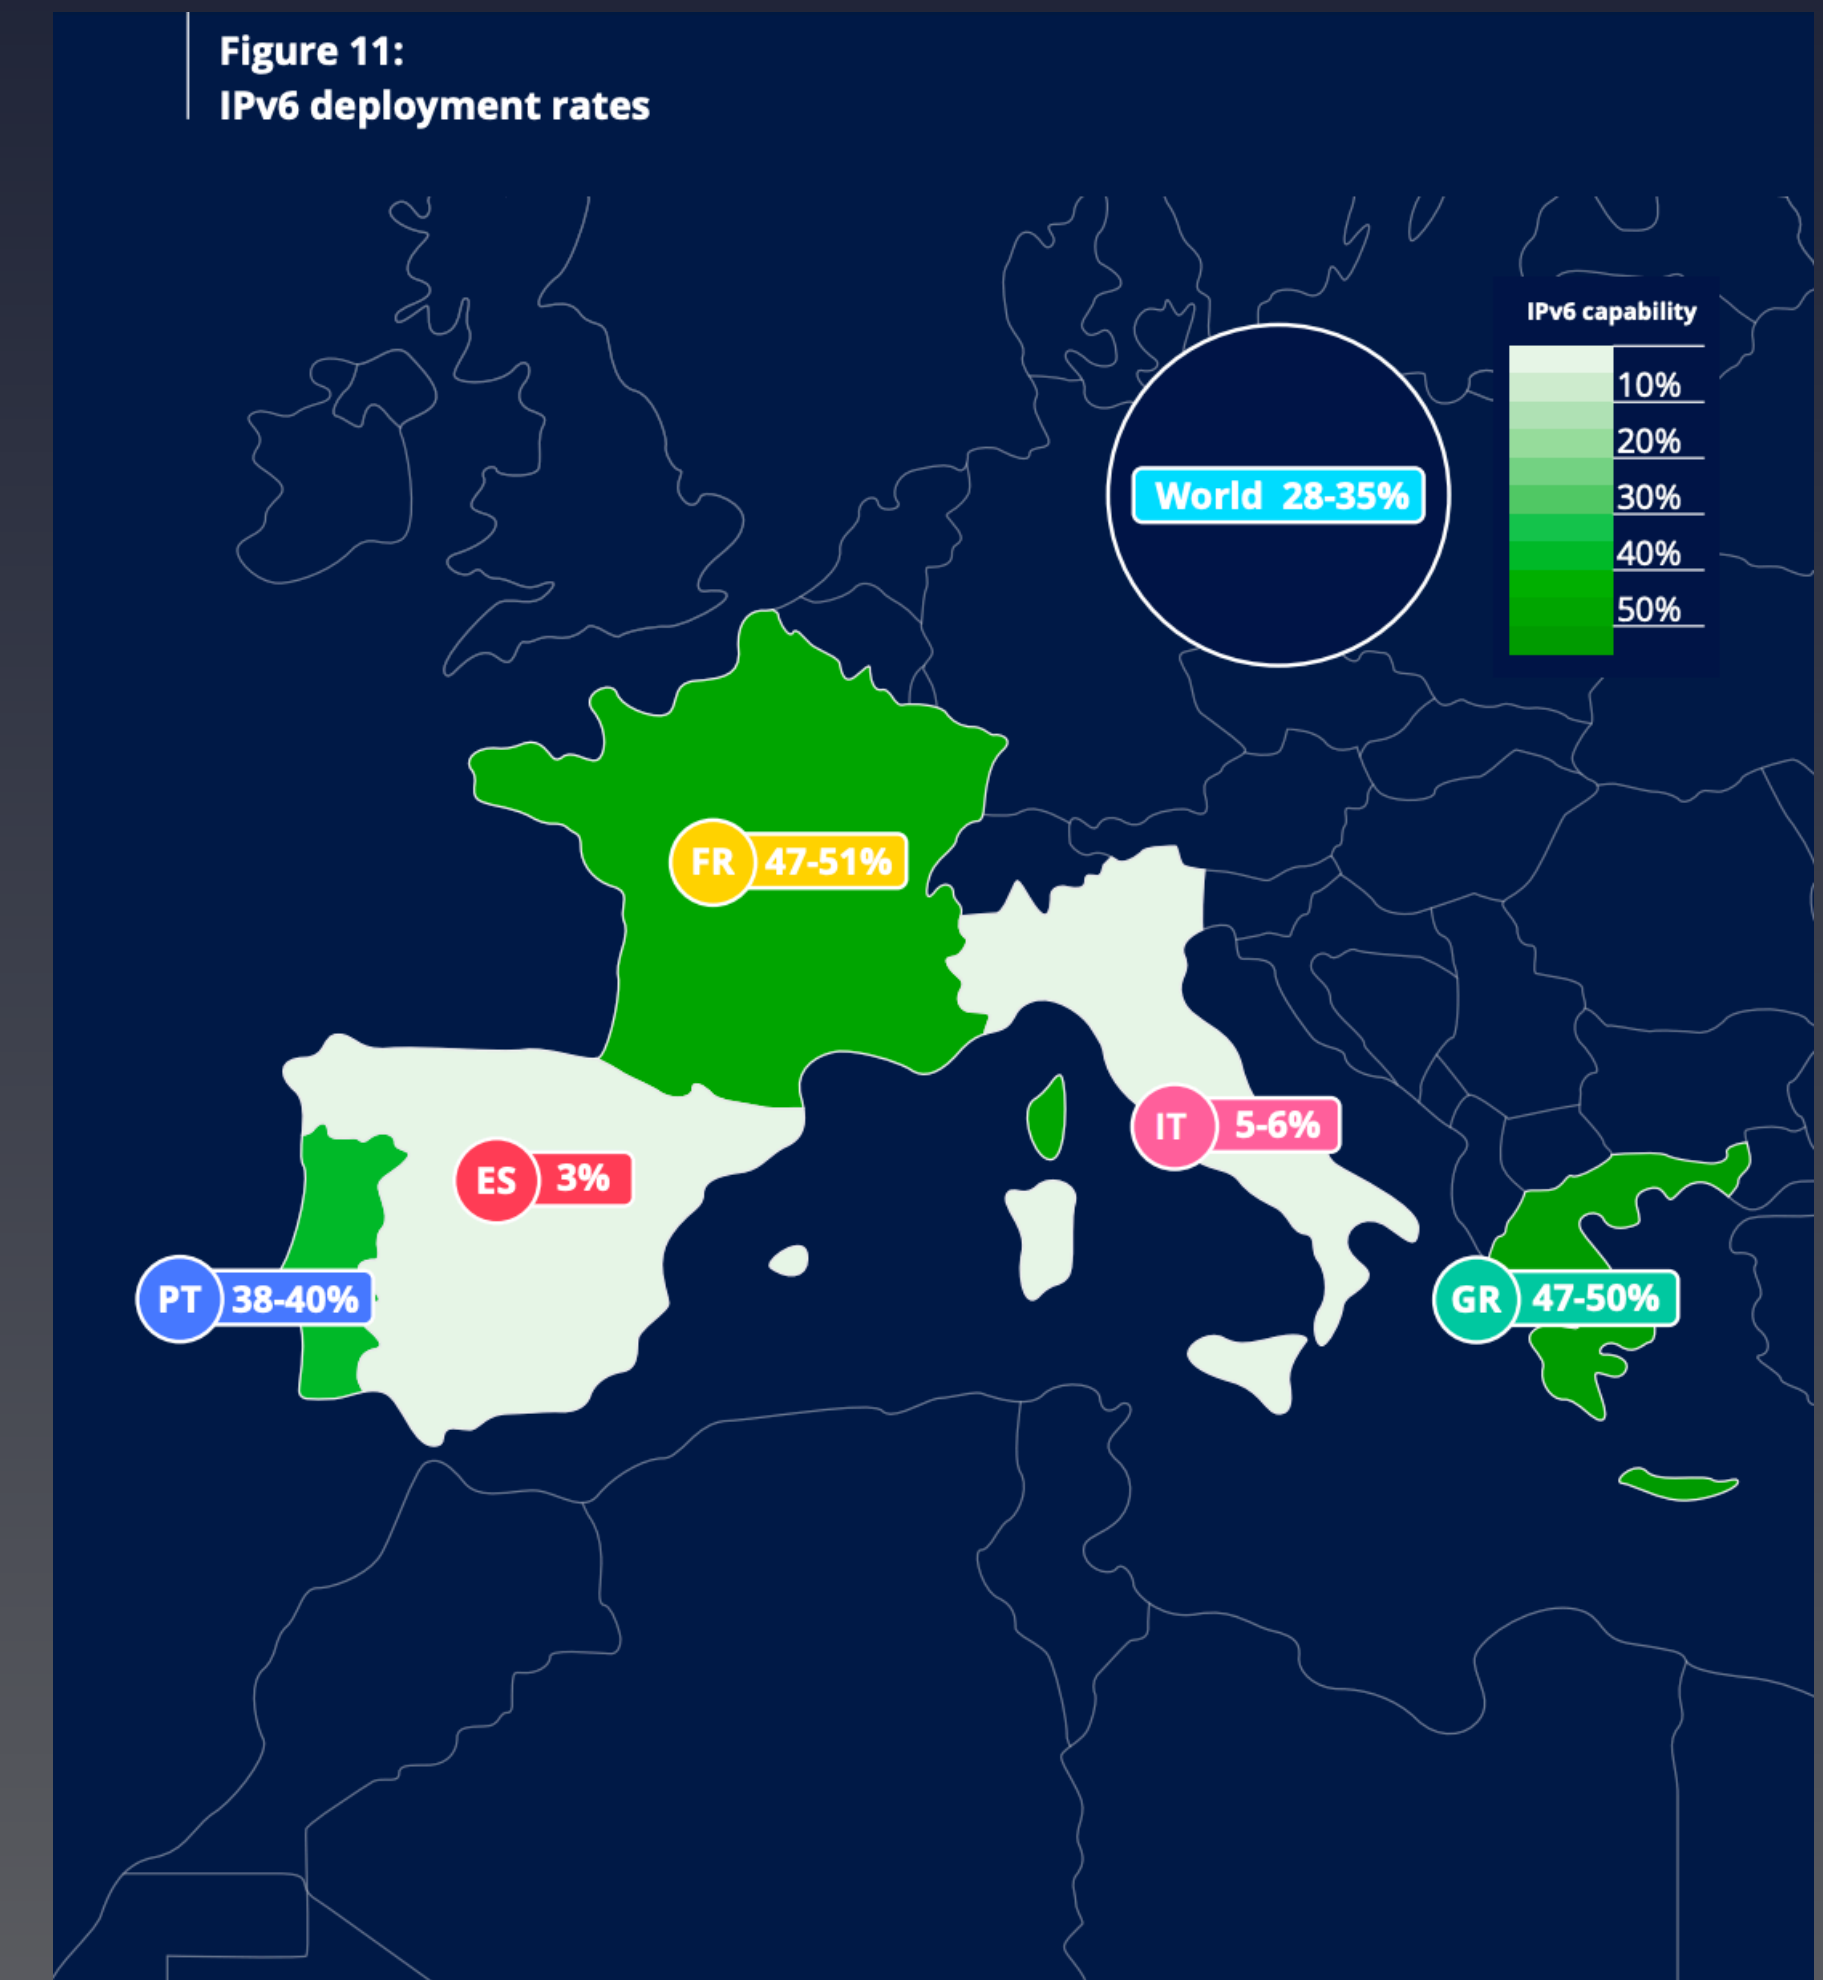 Figure 11:
IPv6 deployment rates
IPv6 capability
10%
20%
30%
40%
50%
World 28-35%
FR 47-51%
IT 5-6%
ES 3%
PT 38-40%
GR 47-50%